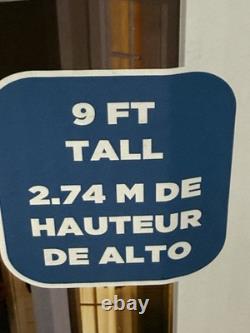 9 FT
TALL
2.74 M DE
HAUTEUR
DE ALTO
ebay